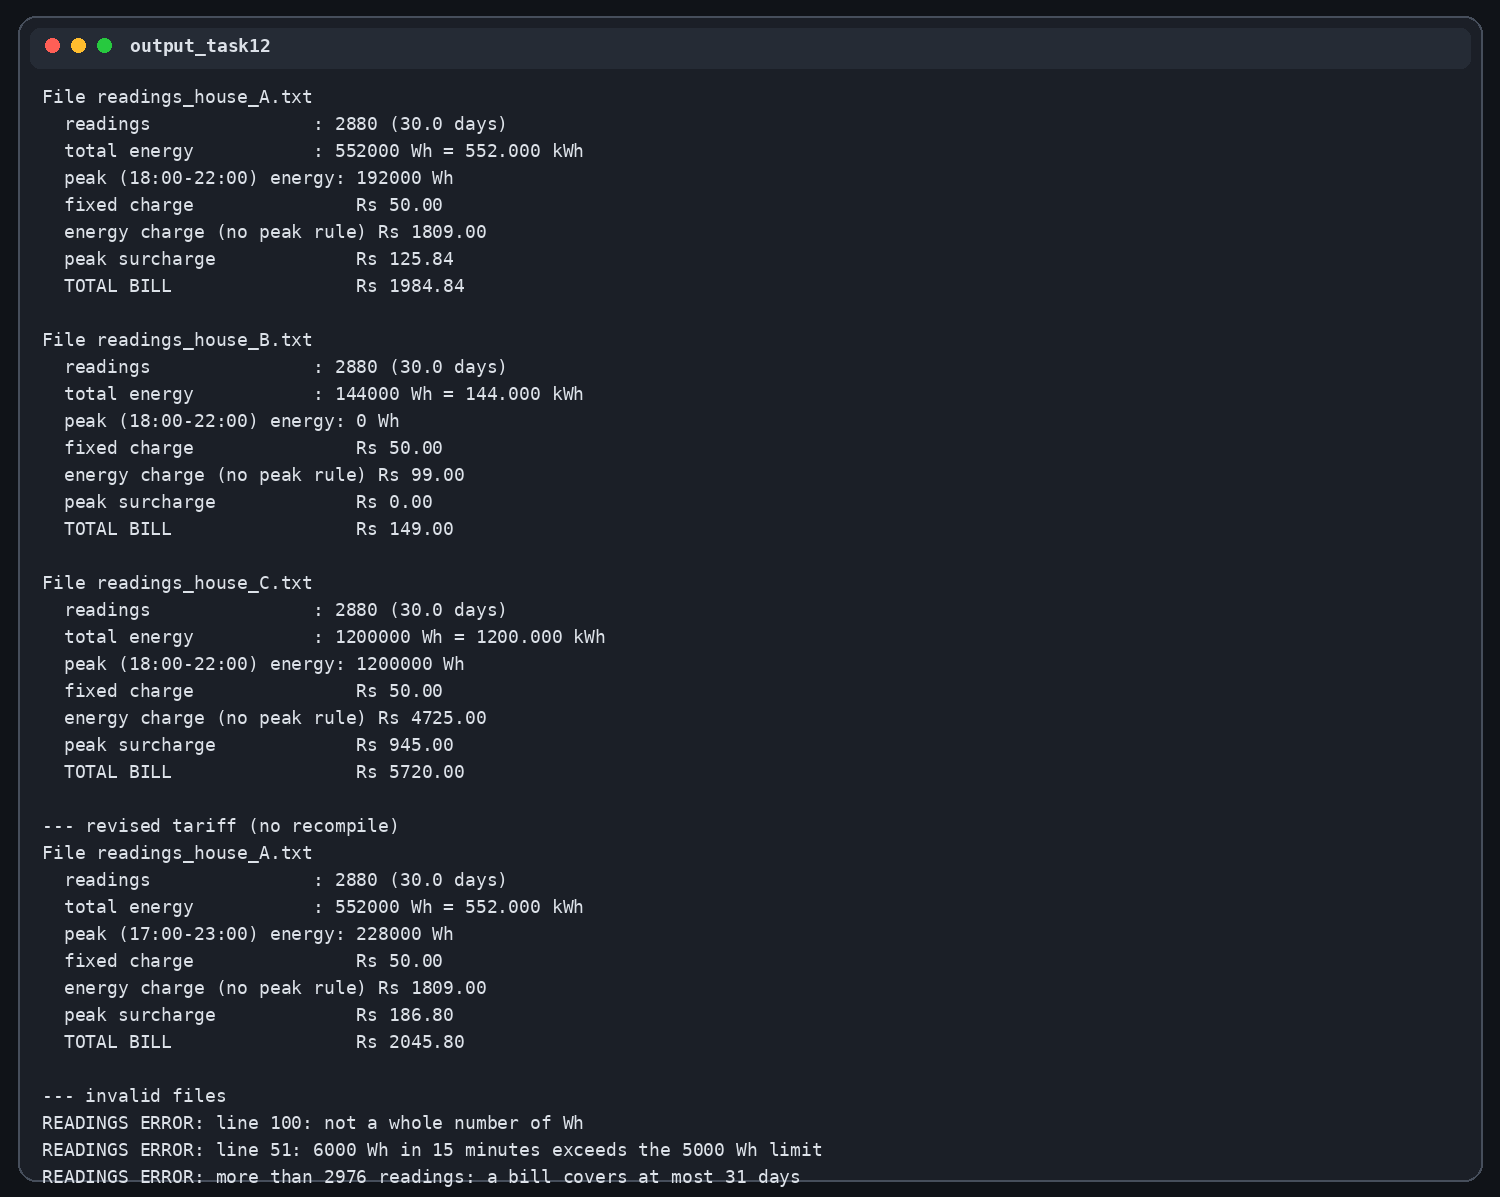 output_task12
File readings_house_A.txt
  readings               : 2880 (30.0 days)
  total energy           : 552000 Wh = 552.000 kWh
  peak (18:00-22:00) energy: 192000 Wh
  fixed charge               Rs 50.00
  energy charge (no peak rule) Rs 1809.00
  peak surcharge             Rs 125.84
  TOTAL BILL                 Rs 1984.84

File readings_house_B.txt
  readings               : 2880 (30.0 days)
  total energy           : 144000 Wh = 144.000 kWh
  peak (18:00-22:00) energy: 0 Wh
  fixed charge               Rs 50.00
  energy charge (no peak rule) Rs 99.00
  peak surcharge             Rs 0.00
  TOTAL BILL                 Rs 149.00

File readings_house_C.txt
  readings               : 2880 (30.0 days)
  total energy           : 1200000 Wh = 1200.000 kWh
  peak (18:00-22:00) energy: 1200000 Wh
  fixed charge               Rs 50.00
  energy charge (no peak rule) Rs 4725.00
  peak surcharge             Rs 945.00
  TOTAL BILL                 Rs 5720.00

--- revised tariff (no recompile)
File readings_house_A.txt
  readings               : 2880 (30.0 days)
  total energy           : 552000 Wh = 552.000 kWh
  peak (17:00-23:00) energy: 228000 Wh
  fixed charge               Rs 50.00
  energy charge (no peak rule) Rs 1809.00
  peak surcharge             Rs 186.80
  TOTAL BILL                 Rs 2045.80

--- invalid files
READINGS ERROR: line 100: not a whole number of Wh
READINGS ERROR: line 51: 6000 Wh in 15 minutes exceeds the 5000 Wh limit
READINGS ERROR: more than 2976 readings: a bill covers at most 31 days